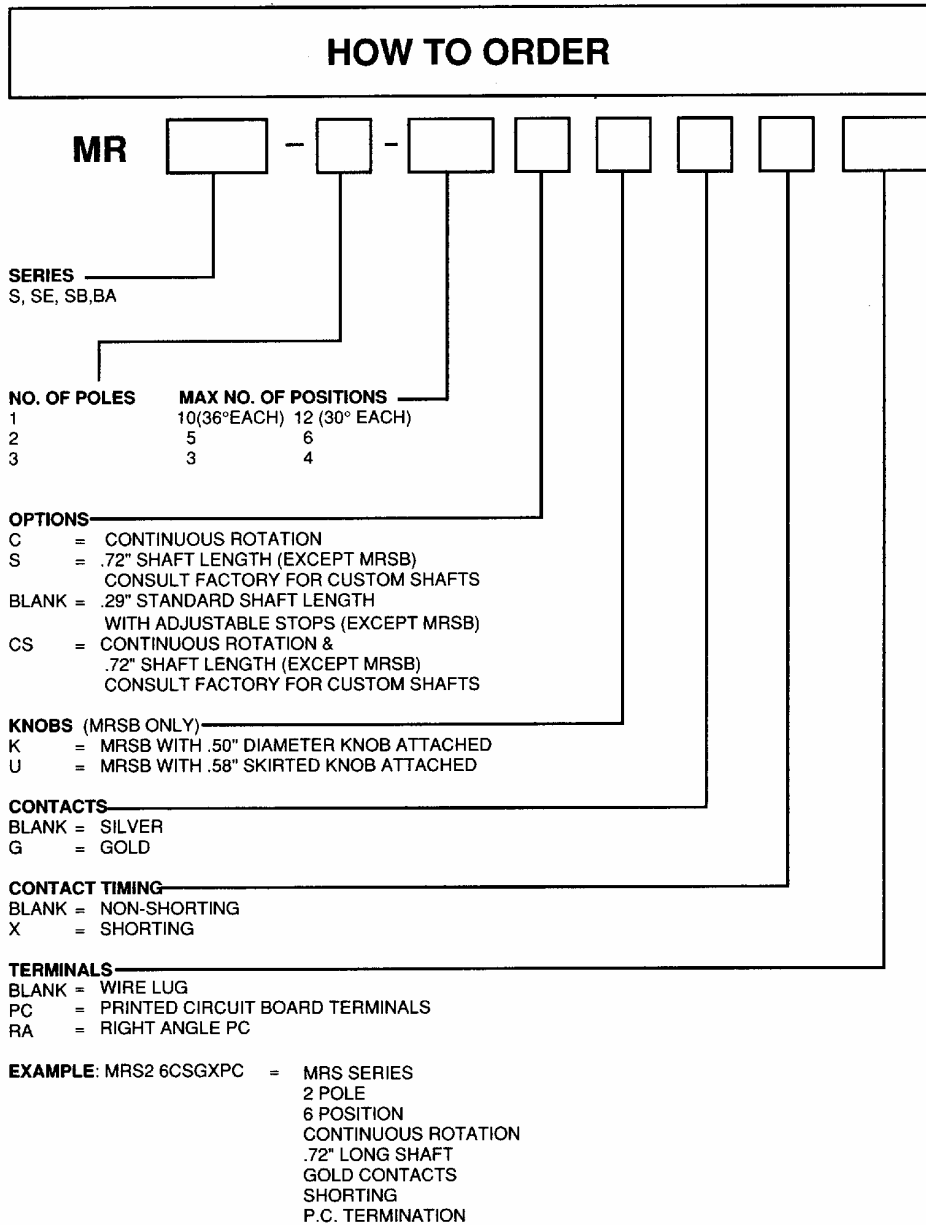 HOW TO ORDER
MR - -
SERIES
S, SE, SB,BA
NO. OF POLES MAX NO. OF POSITIONS
1 10(36°EACH) 12 (30° EACH)
2 5 6
3 3 4
OPTIONS
C = CONTINUOUS ROTATION
S = .72" SHAFT LENGTH (EXCEPT MRSB)
CONSULT FACTORY FOR CUSTOM SHAFTS
BLANK = .29" STANDARD SHAFT LENGTH
WITH ADJUSTABLE STOPS (EXCEPT MRSB)
CS = CONTINUOUS ROTATION &
.72" SHAFT LENGTH (EXCEPT MRSB)
CONSULT FACTORY FOR CUSTOM SHAFTS
KNOBS (MRSB ONLY)
K = MRSB WITH .50" DIAMETER KNOB ATTACHED
U = MRSB WITH .58" SKIRTED KNOB ATTACHED
CONTACTS
BLANK = SILVER
G = GOLD
CONTACT TIMING
BLANK = NON-SHORTING
X = SHORTING
TERMINALS
BLANK = WIRE LUG
PC = PRINTED CIRCUIT BOARD TERMINALS
RA = RIGHT ANGLE PC
EXAMPLE: MRS2 6CSGXPC = MRS SERIES
2 POLE
6 POSITION
CONTINUOUS ROTATION
.72" LONG SHAFT
GOLD CONTACTS
SHORTING
P.C. TERMINATION